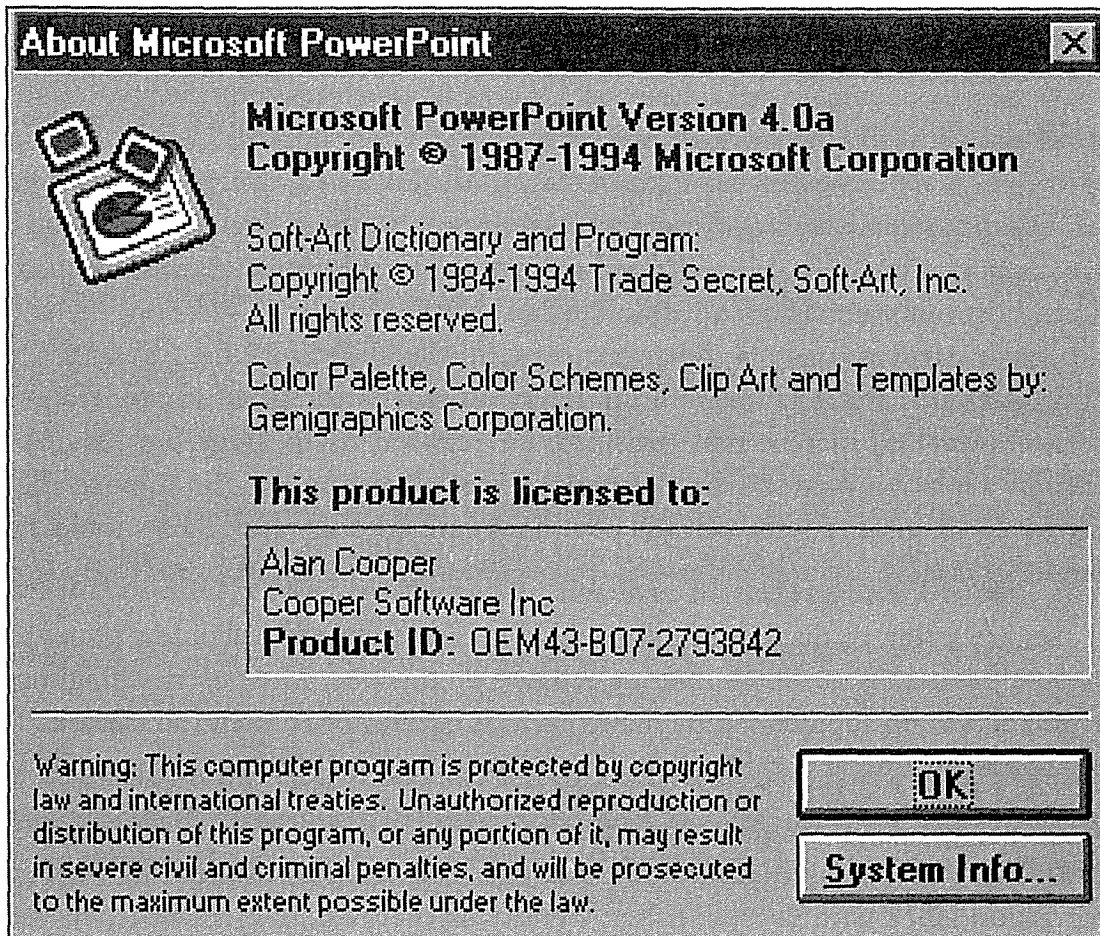 About Microsoft PowerPoint
Microsoft PowerPoint Version 4.0a
Copyright © 1987-1994 Microsoft Corporation
Soft-Art Dictionary and Program:
Copyright © 1984-1994 Trade Secret, Soft-Art, Inc.
All rights reserved.
Color Palette, Color Schemes, Clip Art and Templates by:
Genigraphics Corporation.
This product is licensed to:
Alan Cooper
Cooper Software Inc
Product ID: OEM43-B07-2793842
Warning: This computer program is protected by copyright
law and international treaties. Unauthorized reproduction or
distribution of this program, or any portion of it, may result
in severe civil and criminal penalties, and will be prosecuted
to the maximum extent possible under the law.
OK
System Info...